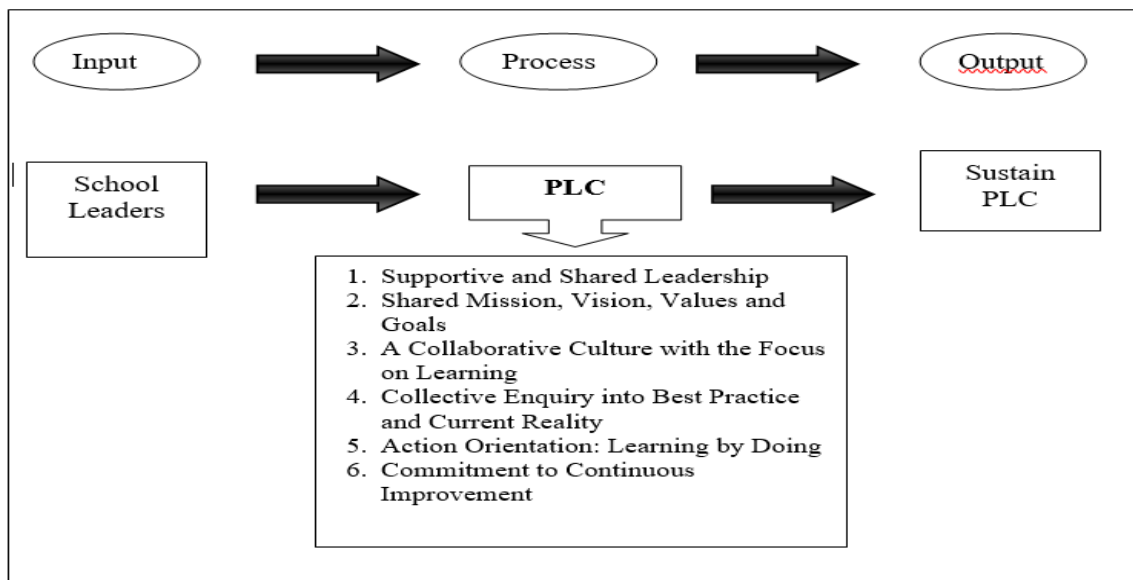 Input
Process
Output
School
Leaders
PLC
Sustain
PLC
1. Supportive and Shared Leadership
2. Shared Mission, Vision, Values and
Goals
3. A Collaborative Culture with the Focus
on Learning
4. Collective Enquiry into Best Practice
and Current Reality
5. Action Orientation: Learning by Doing
6. Commitment to Continuous
Improvement